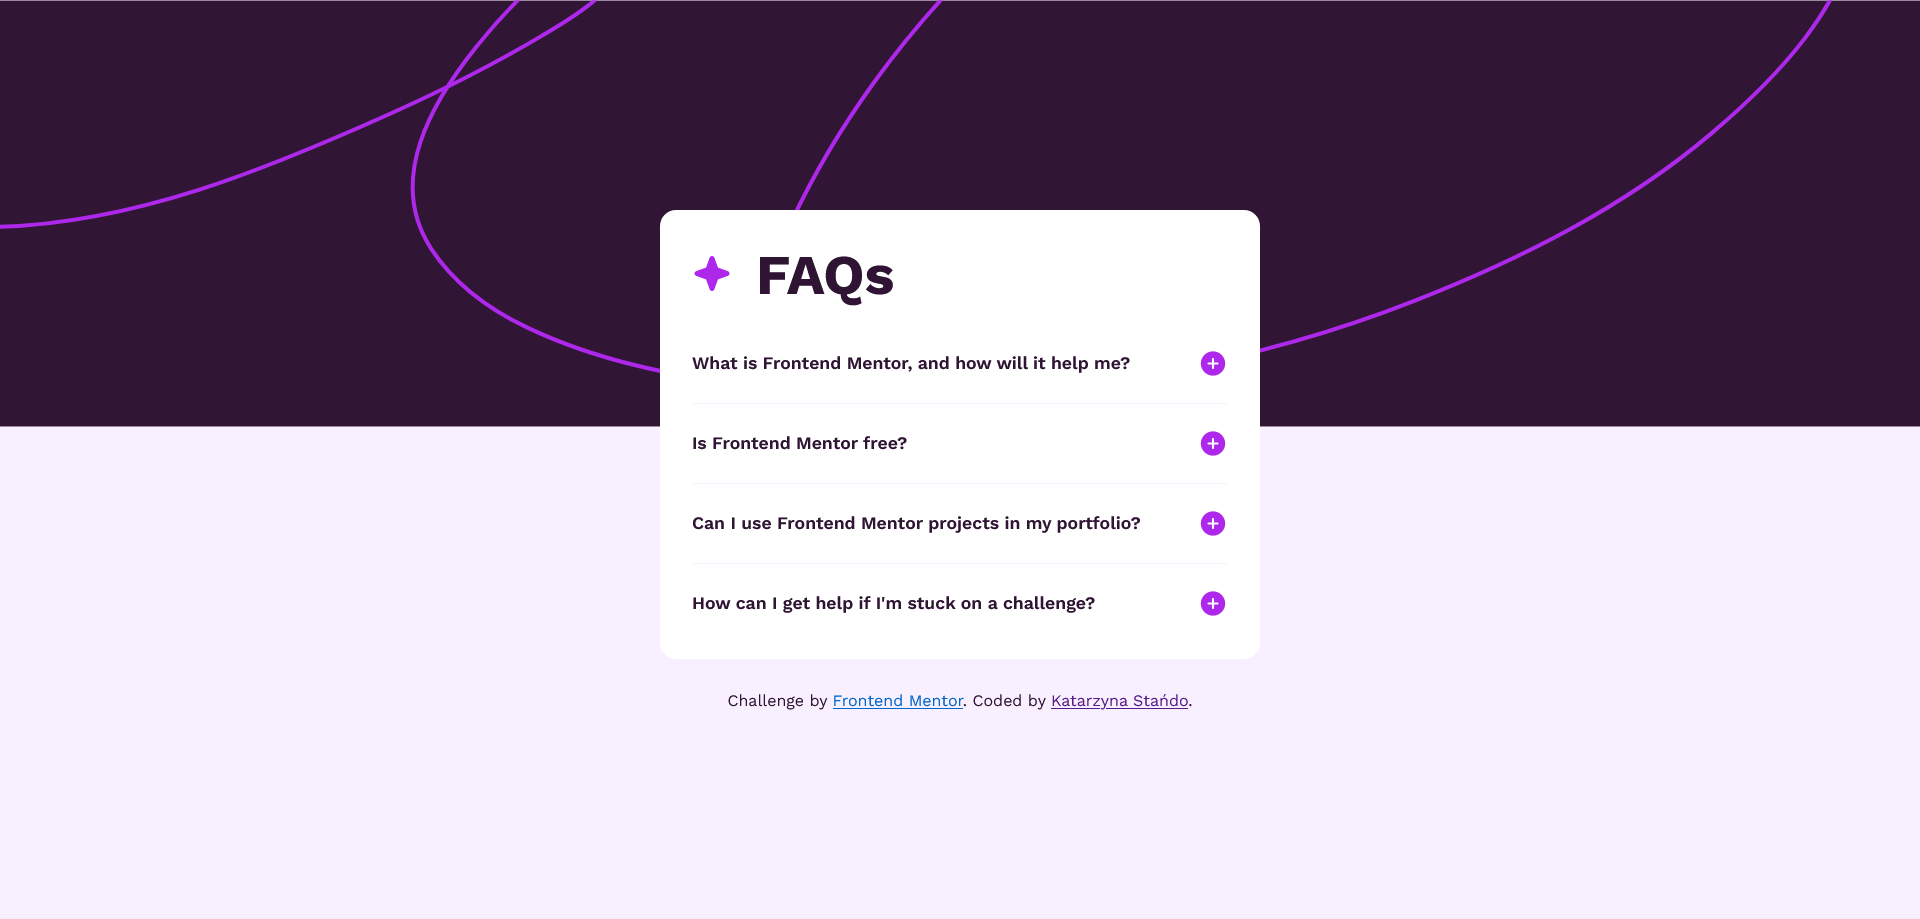 FAQs
What is Frontend Mentor, and how will it help me?
Is Frontend Mentor free?
Can I use Frontend Mentor projects in my portfolio?
How can I get help if I'm stuck on a challenge?
Challenge by Frontend Mentor. Coded by Katarzyna Stańdo.